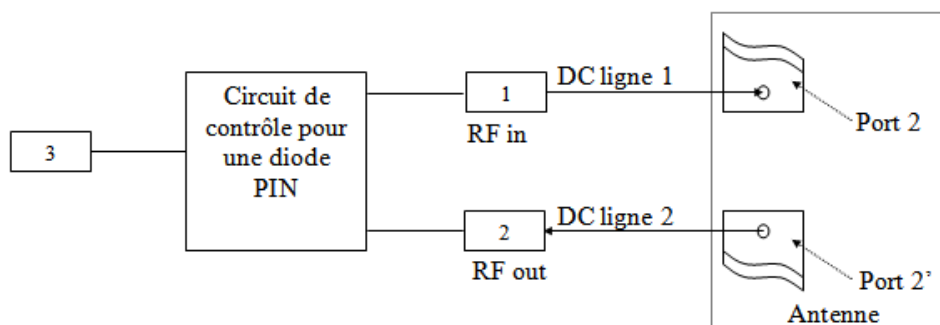 Circuit de
contrôle pour
une diode
PIN
3
1
RF in
DC ligne 1
Port 2
2
RF out
DC ligne 2
Port 2'
Antenne